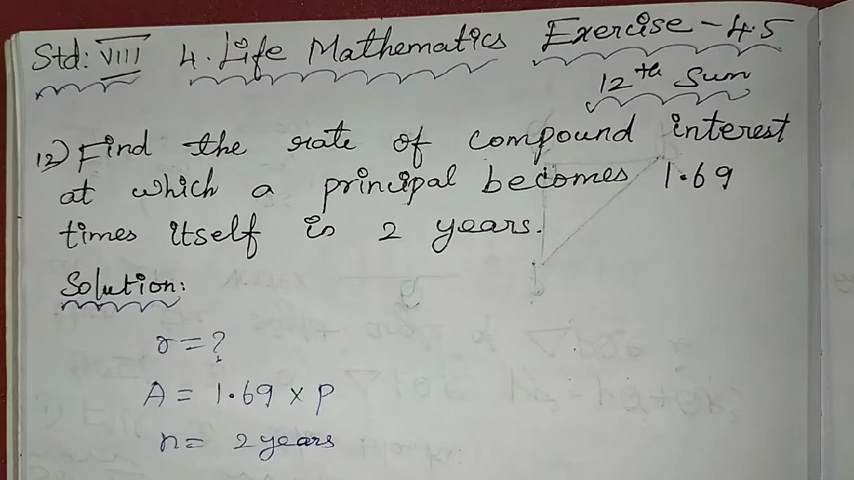 Std: VIII 4. Life Mathematics Exercise - 4.5
12th Sum
12) Find the rate of compound interest
at which a principal becomes 1.69
times itself is 2 years.
Solution:
r = ?
A = 1.69 x P
n = 2 years